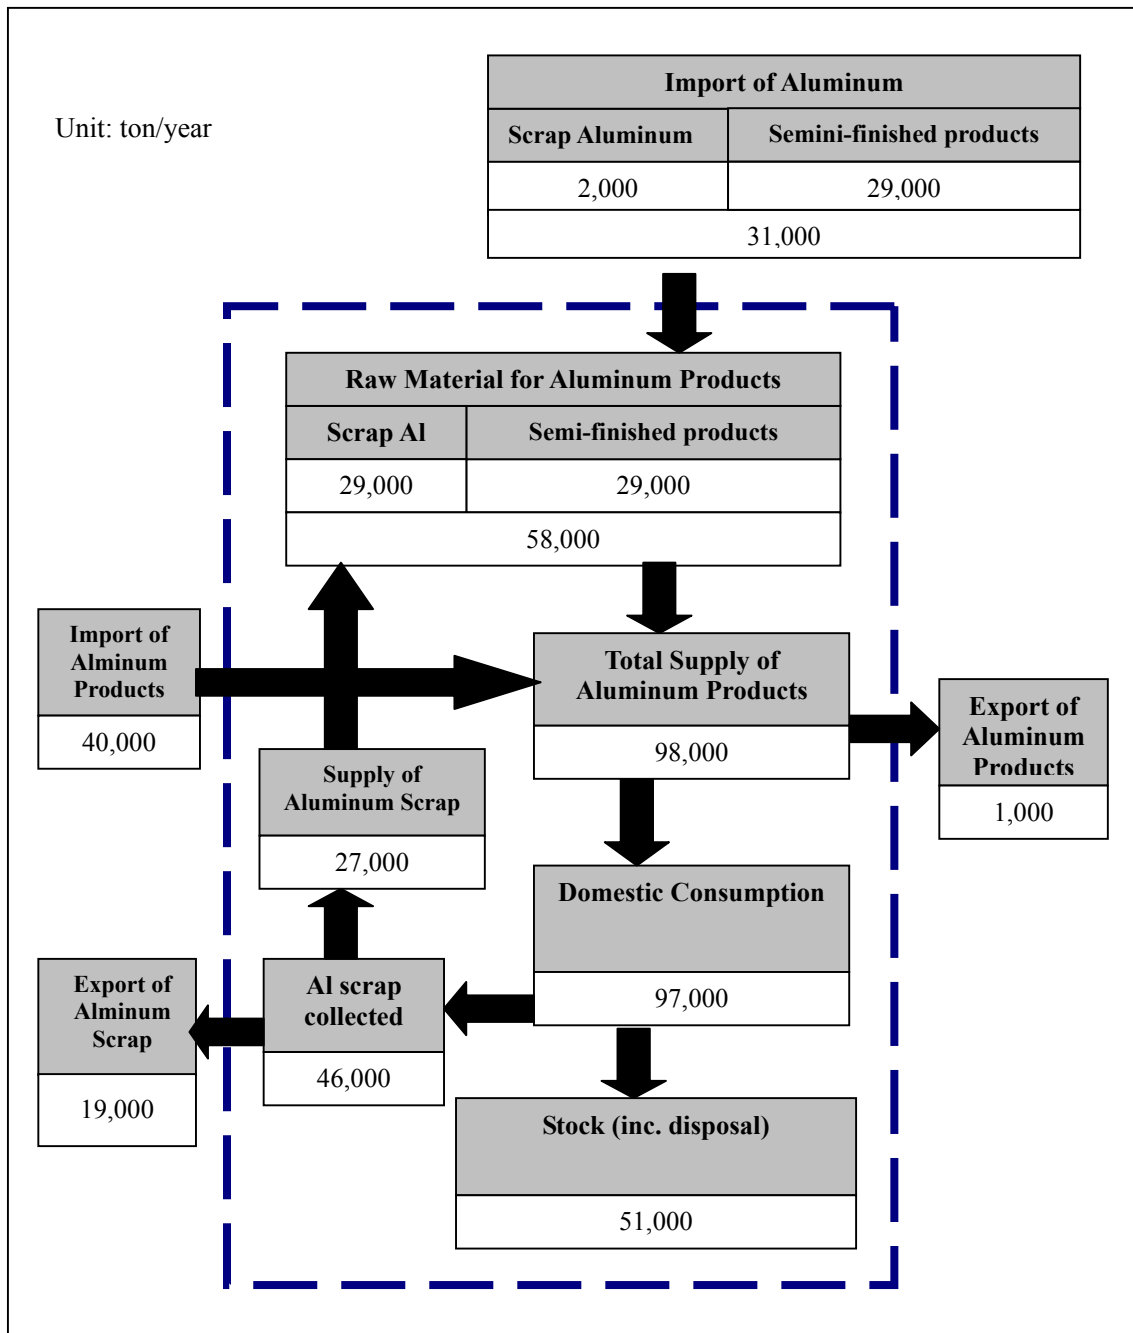 Unit: ton/year
Import of Aluminum
Scrap Aluminum
Semini-finished products
2,000
29,000
31,000
Raw Material for Aluminum Products
Scrap Al
Semi-finished products
29,000
29,000
58,000
Import of
Alminum
Products
40,000
Total Supply of
Aluminum Products
98,000
Export of
Aluminum
Products
1,000
Supply of
Aluminum Scrap
27,000
Domestic Consumption
97,000
Export of
Alminum
Scrap
19,000
Al scrap
collected
46,000
Stock (inc. disposal)
51,000